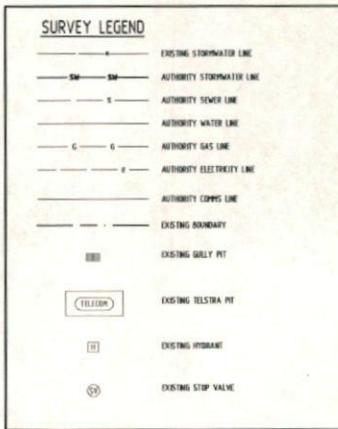 SURVEY LEGEND
EXISTING STORMWATER LINE
SW SW AUTHORITY STORMWATER LINE
S AUTHORITY SEWER LINE
AUTHORITY WATER LINE
G G AUTHORITY GAS LINE
E AUTHORITY ELECTRICITY LINE
AUTHORITY COMMS LINE
EXISTING BOUNDARY
EXISTING GULLY PIT
TELECOM EXISTING TELSTRA PIT
H EXISTING HYDRANT
SV EXISTING STOP VALVE